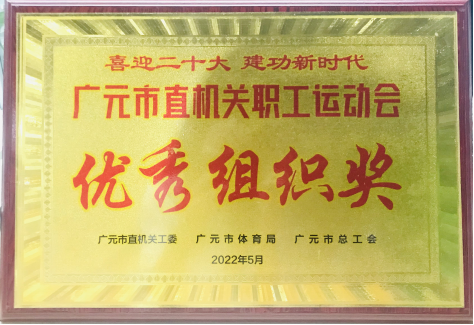 喜迎二十大 建功新时代
广元市直机关职工运动会
优秀组织奖
广元市直机关工委 广元市体育局 广元市总工会
2022年5月